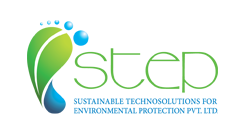 step
SUSTAINABLE TECHNOSOLUTIONS FOR
ENVIRONMENTAL PROTECTION PVT. LTD